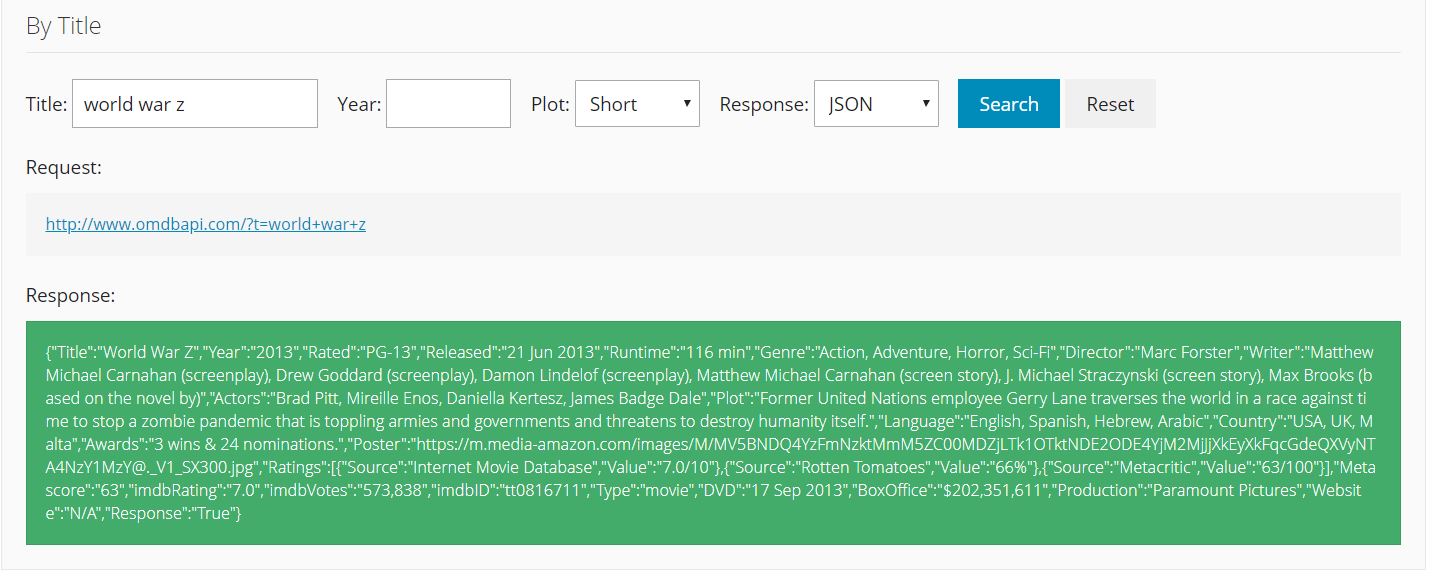 By Title
Title: world war z Year: Plot: Short Response: JSON Search Reset
Request:
http://www.omdbapi.com/?t=world+war+z
Response:
{"Title":"World War Z","Year":"2013","Rated":"PG-13","Released":"21 Jun 2013","Runtime":"116 min","Genre":"Action, Adventure, Horror, Sci-Fi","Director":"Marc Forster","Writer":"Matthew
Michael Carnahan (screenplay), Drew Goddard (screenplay), Damon Lindelof (screenplay), Matthew Michael Carnahan (screen story), J. Michael Straczynski (screen story), Max Brooks (b
ased on the novel by)","Actors":"Brad Pitt, Mireille Enos, Daniella Kertesz, James Badge Dale","Plot":"Former United Nations employee Gerry Lane traverses the world in a race against ti
me to stop a zombie pandemic that is toppling armies and governments and threatens to destroy humanity itself.","Language":"English, Spanish, Hebrew, Arabic","Country":"USA, UK, M
alta","Awards":"3 wins & 24 nominations.","Poster":"https://m.media-amazon.com/images/M/MV5BNDQ4YzFmNzktMmM5ZC00MDZjLTk1OTktNDE2ODE4YjM2MjJjXkEyXkFqcGdeQXVyNT
A4NzY1MzY@._V1_SX300.jpg","Ratings":[{"Source":"Internet Movie Database","Value":"7.0/10"},{"Source":"Rotten Tomatoes","Value":"66%"},{"Source":"Metacritic","Value":"63/100"}],"Meta
score":"63","imdbRating":"7.0","imdbVotes":"573,838","imdbID":"tt0816711","Type":"movie","DVD":"17 Sep 2013","BoxOffice":"$202,351,611","Production":"Paramount Pictures","Websit
e":"N/A","Response":"True"}